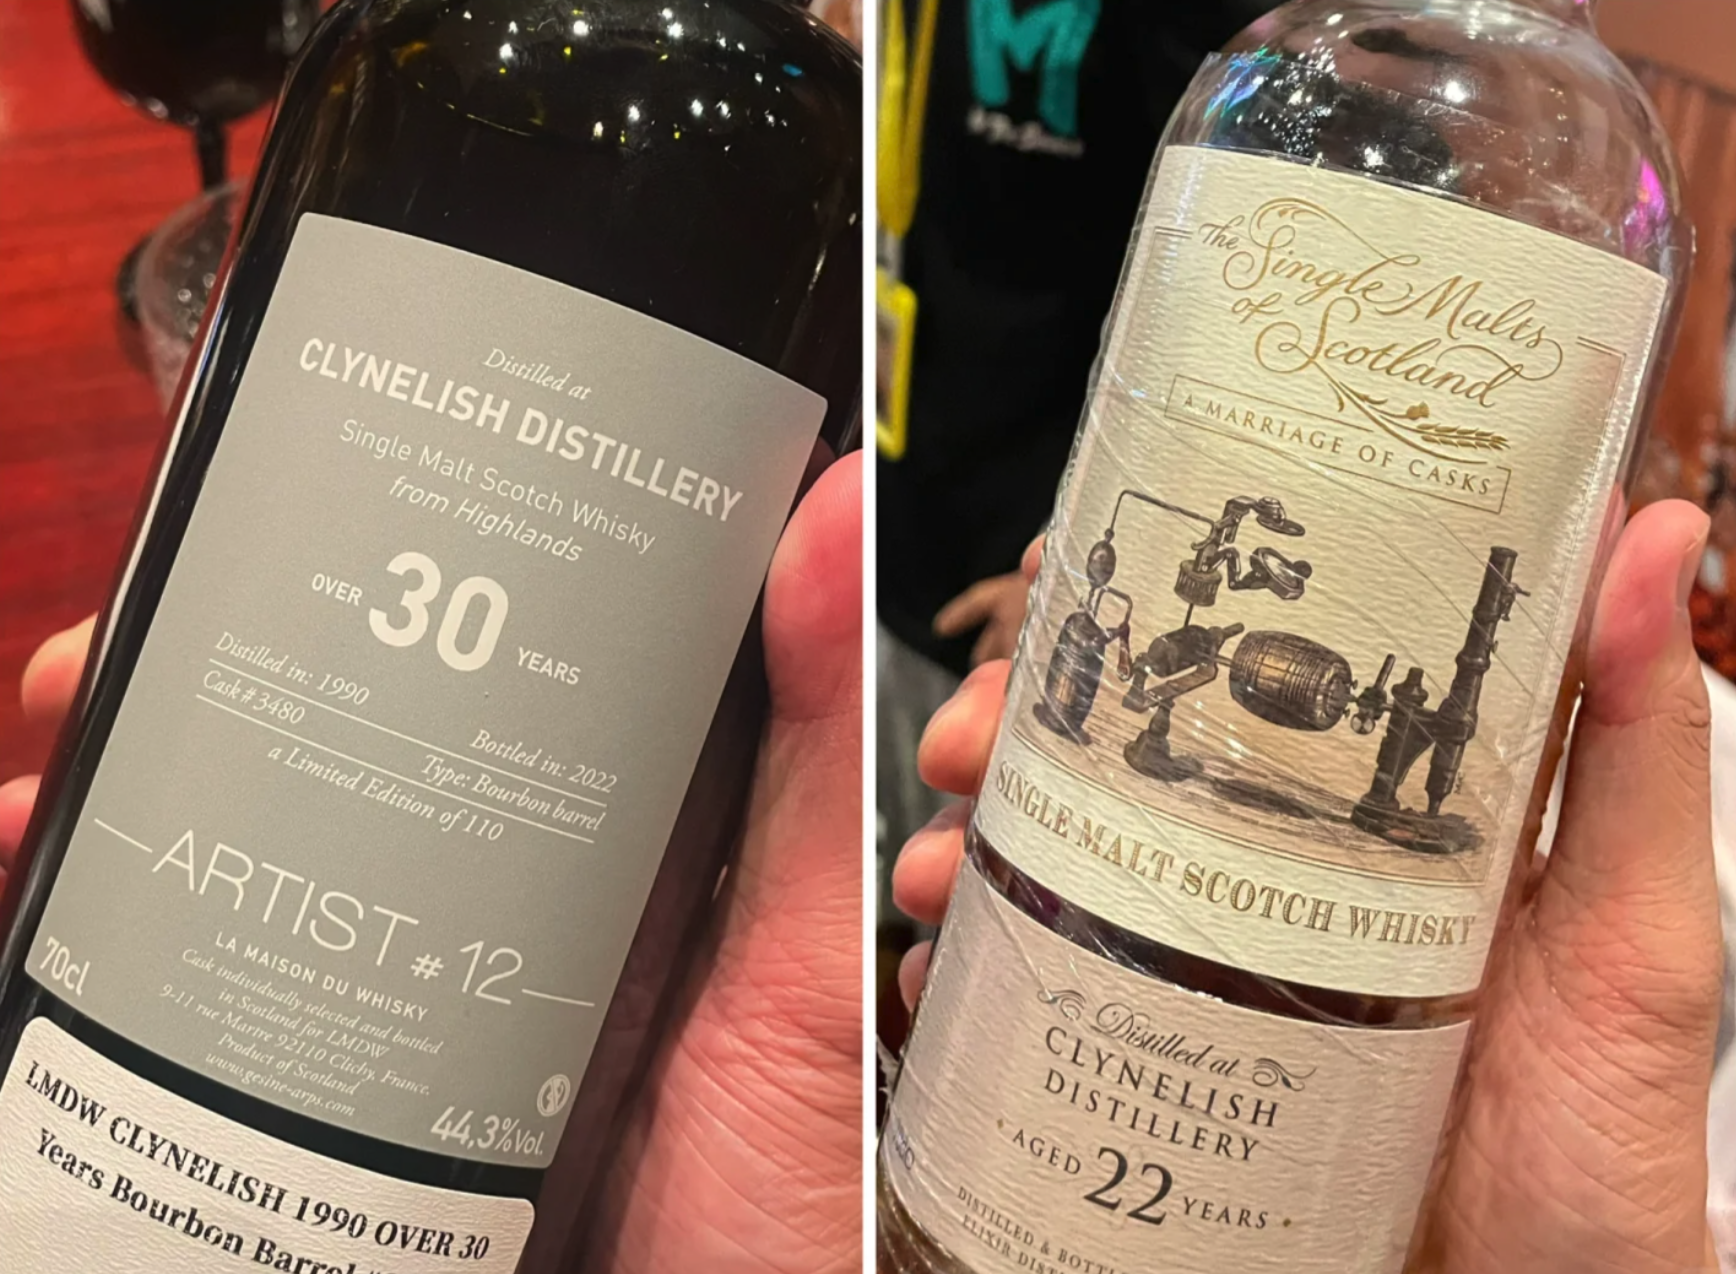 Distilled at
CLYNELISH DISTILLERY
Single Malt Scotch Whisky
from Highlands
OVER 30 YEARS
Distilled in: 1990
Bottled in: 2022
Cask # 3480
Type: Bourbon barrel
a Limited Edition of 110
ARTIST # 12
LA MAISON DU WHISKY
Cask individually selected and bottled
in Scotland for LMDW
9-11 rue Martre 92110 Clichy, France.
Product of Scotland
www.gesine-arps.com
70cl
44,3%Vol.
LMDW CLYNELISH 1990 OVER 30
Years Bourbon Barrel
M
The Single Malts
of Scotland
A MARRIAGE OF CASKS
SINGLE MALT SCOTCH WHISKY
Distilled at
CLYNELISH
DISTILLERY
AGED 22 YEARS
DISTILLED & BOTTL
ELIXIR DIST